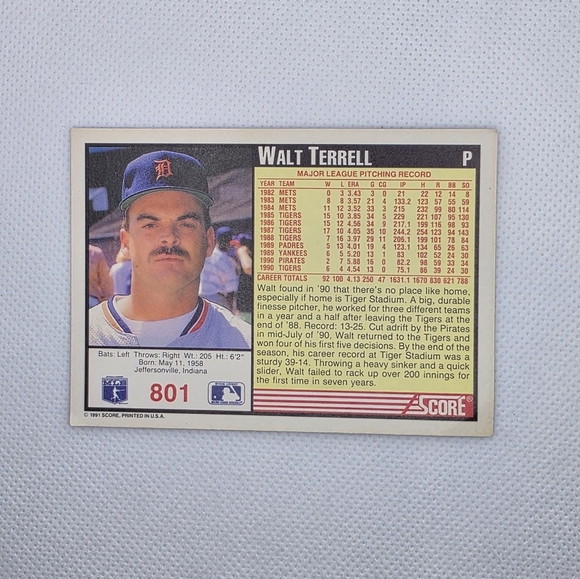 WALT TERRELL P
D
MAJOR LEAGUE PITCHING RECORD
YEAR TEAM W L ERA G CG IP H R BB SO
1982 METS 0 3 3.43 3 0 21 22 12 14 8
1983 METS 8 8 3.57 21 4 133.2 123 57 55 59
1984 METS 11 12 3.52 33 3 215 232 99 80 114
1985 TIGERS 15 10 3.85 34 5 229 221 107 95 130
1986 TIGERS 15 12 4.56 34 9 217.1 199 116 98 93
1987 TIGERS 17 10 4.05 35 10 244.2 254 123 94 143
1988 TIGERS 7 16 3.97 29 11 206.1 199 101 78 84
1989 PADRES 5 13 4.01 19 4 123.1 134 65 26 63
1989 YANKEES 6 5 5.20 13 1 83 102 52 24 30
1990 PIRATES 2 7 5.88 16 0 82.2 98 59 33 34
1990 TIGERS 6 4 4.54 13 0 75.1 86 39 24 30
CAREER TOTALS 92 100 4.13 250 47 1631.1 1670 830 621 788
Walt found in '90 that there's no place like home,
especially if home is Tiger Stadium. A big, durable
finesse pitcher, he worked for three different teams
in a year and a half after leaving the Tigers at the
end of '88. Record: 13-25. Cut adrift by the Pirates
in mid-July of '90, Walt returned to the Tigers and
won four of his first five decisions. By the end of the
season, his career record at Tiger Stadium was a
sturdy 39-14. Throwing a heavy sinker and a quick
slider, Walt failed to rack up over 200 innings for
the first time in seven years.
Bats: Left Throws: Right Wt.: 205 Ht.: 6'2"
Born: May 11, 1958
Jeffersonville, Indiana
801
SCORE®
© 1991 SCORE, PRINTED IN U.S.A.